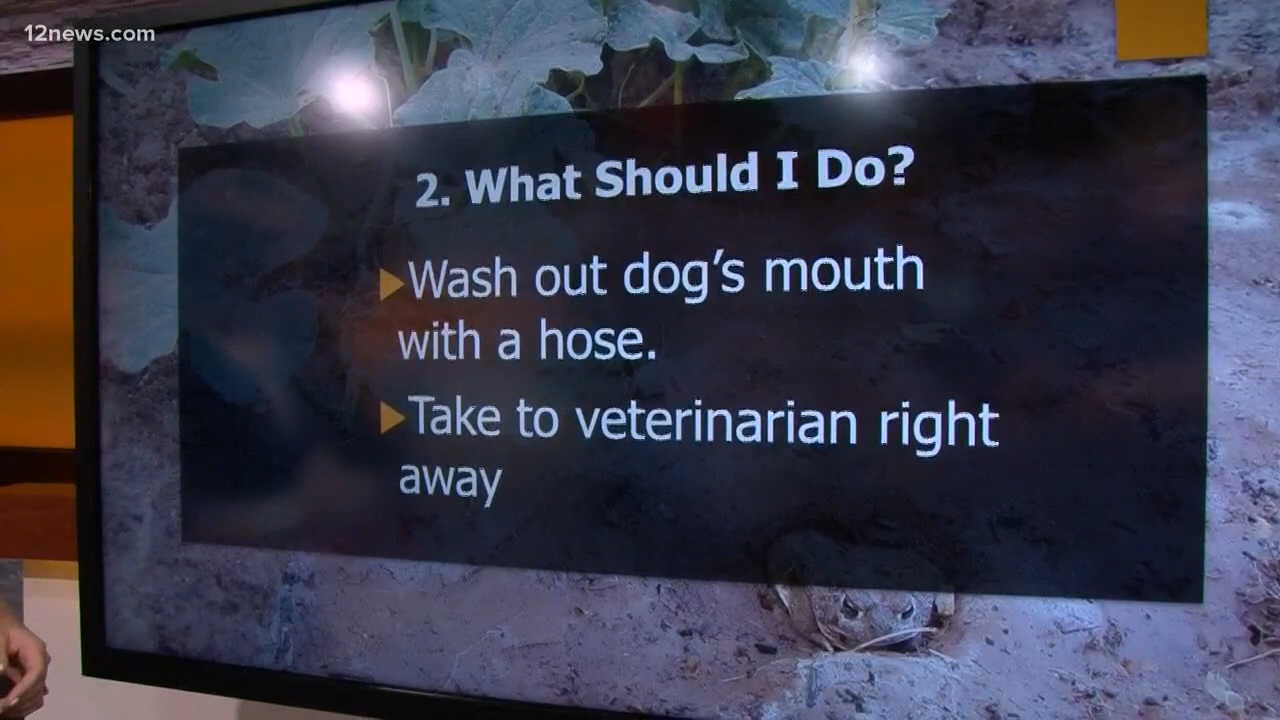 12news.com
2. What Should I Do?
Wash out dog's mouth
with a hose.
Take to veterinarian right
away